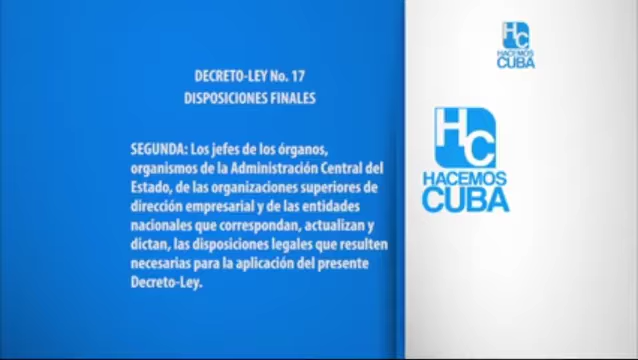 DECRETO-LEY No. 17
DISPOSICIONES FINALES
SEGUNDA: Los jefes de los órganos,
organismos de la Administración Central del
Estado, de las organizaciones superiores de
dirección empresarial y de las entidades
nacionales que correspondan, actualizan y
dictan, las disposiciones legales que resulten
necesarias para la aplicación del presente
Decreto-Ley.
HC
HACEMOS
CUBA
HC
HACEMOS
CUBA